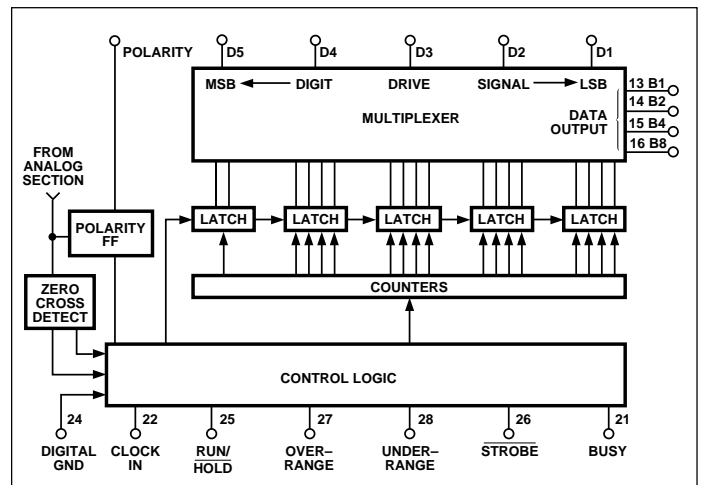 POLARITY D5 D4 D3 D2 D1
MSB DIGIT DRIVE SIGNAL LSB
MULTIPLEXER
DATA
OUTPUT
13 B1
14 B2
15 B4
16 B8
FROM
ANALOG
SECTION
POLARITY
FF
LATCH LATCH LATCH LATCH LATCH
ZERO
CROSS
DETECT
COUNTERS
CONTROL LOGIC
24 22 25 27 28 26 21
DIGITAL
GND
CLOCK
IN
RUN/
HOLD
OVER–
RANGE
UNDER–
RANGE
STROBE
BUSY